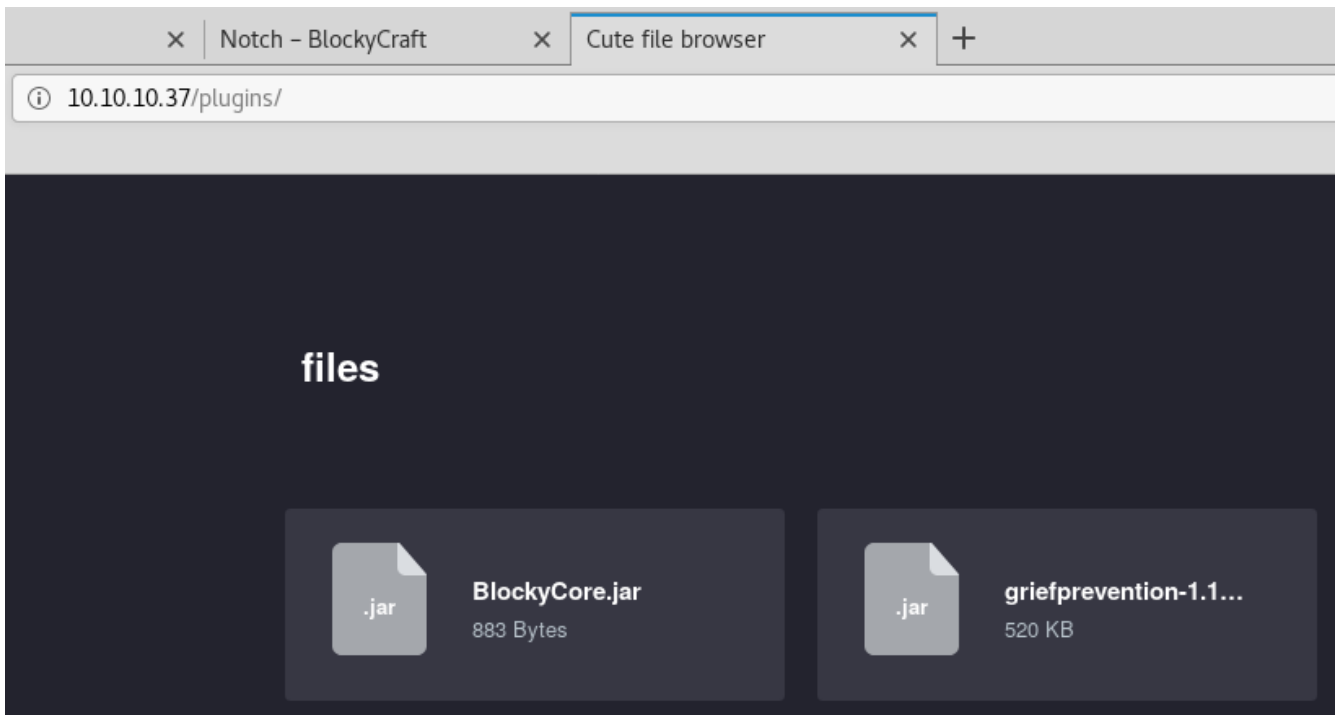 Notch – BlockyCraft
Cute file browser
10.10.10.37/plugins/
files
.jar
BlockyCore.jar
883 Bytes
.jar
griefprevention-1.1...
520 KB